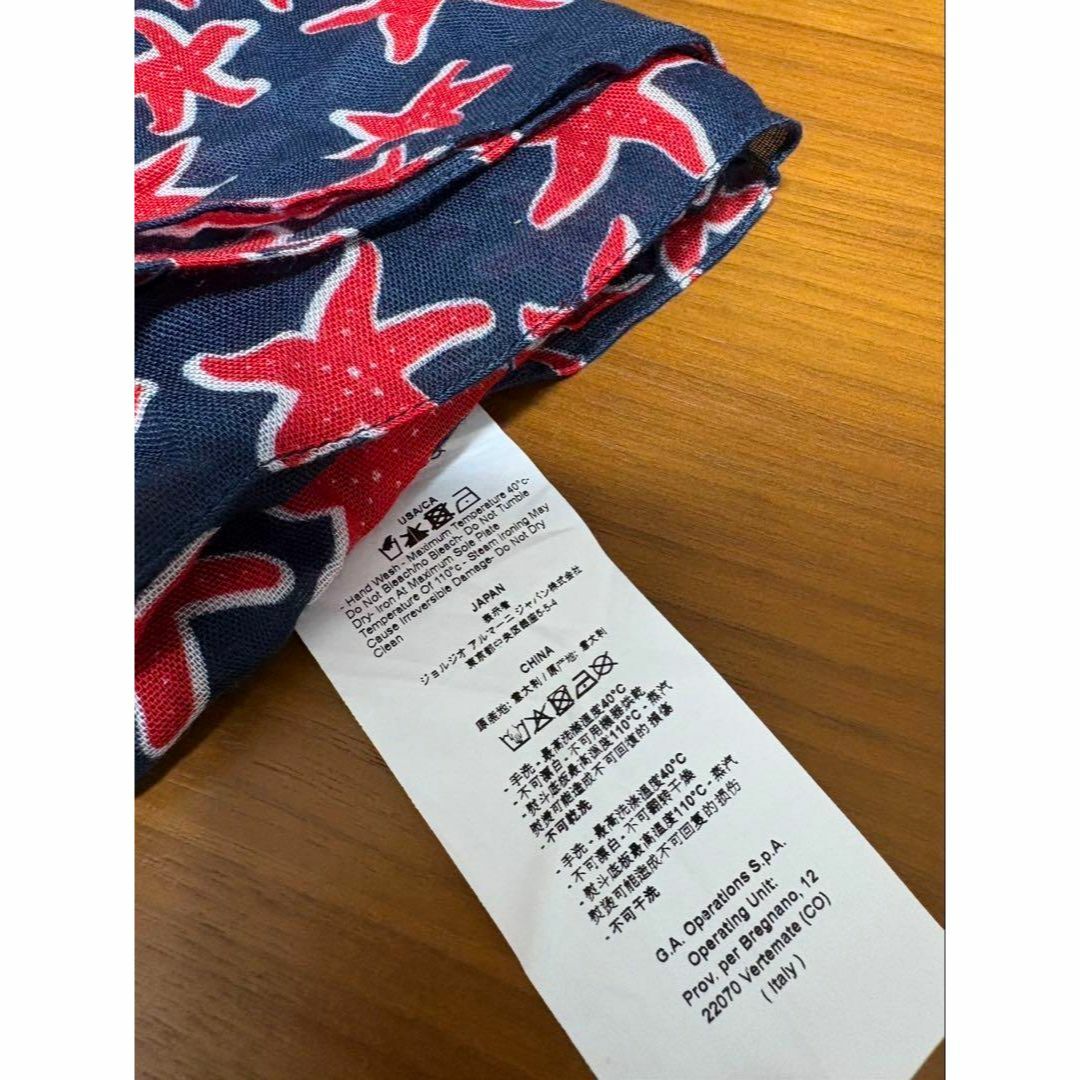 USA/CA
- Hand Wash - Maximum Temperature 40°c-
Do Not Bleach/no Bleach- Do Not Tumble
Dry- Iron At Maximum Sole Plate
Temperature Of 110°c - Steam Ironing May
Cause Irreversible Damage- Do Not Dry
Clean
JAPAN
表示者
ジョルジオ アルマーニ ジャパン株式会社
東京都中央区銀座5-5-4
CHINA
原產地: 意大利 / 原产地: 意大利
- 手洗 - 最高洗滌溫度40°C
- 不可漂白 - 不可用機器烘乾
- 熨斗底板最高溫度110°C - 蒸汽
熨燙可能造成不可回復的損傷
- 不可乾洗
- 手洗 - 最高洗涤温度40°C
- 不可漂白 - 不可翻转干燥
- 熨斗底板最高温度110°C - 蒸汽
熨烫可能造成不可回复的损伤
- 不可干洗
G.A. Operations S.p.A.
Operating Unit:
Prov. per Bregnano, 12
22070 Vertemate (CO)
( Italy )